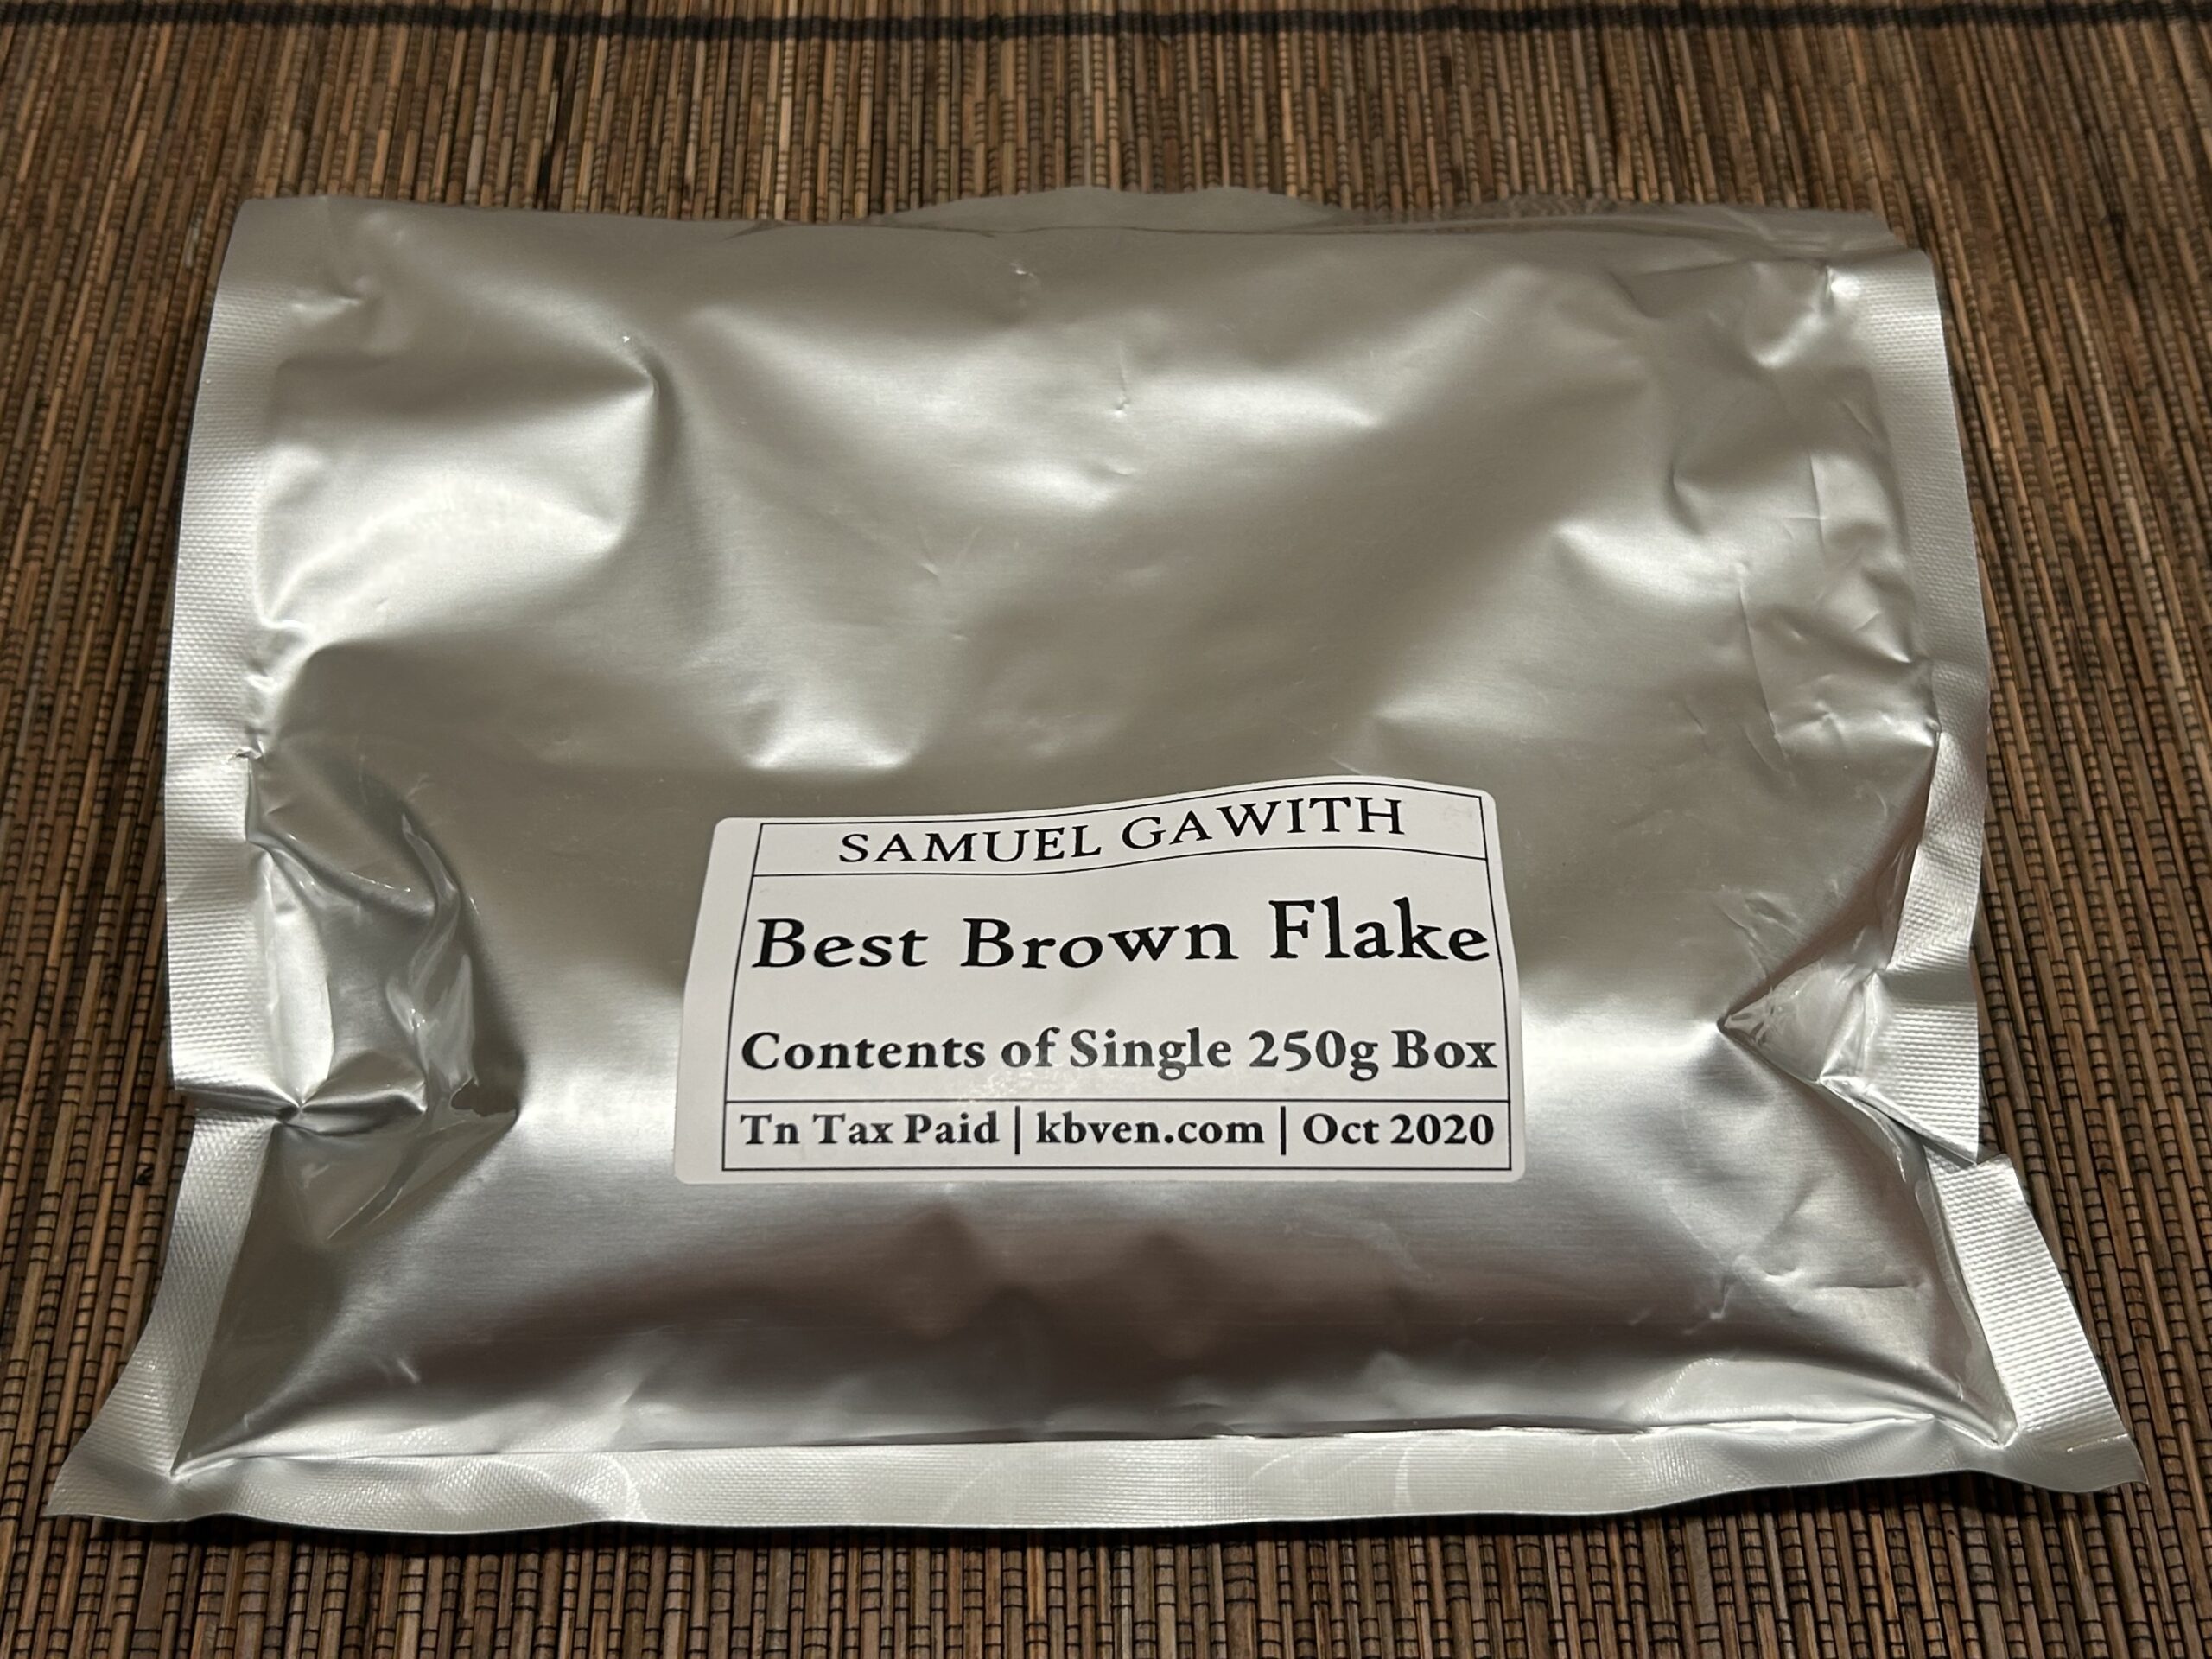 SAMUEL GAWITH
Best Brown Flake
Contents of Single 250g Box
Tn Tax Paid | kbven.com | Oct 2020